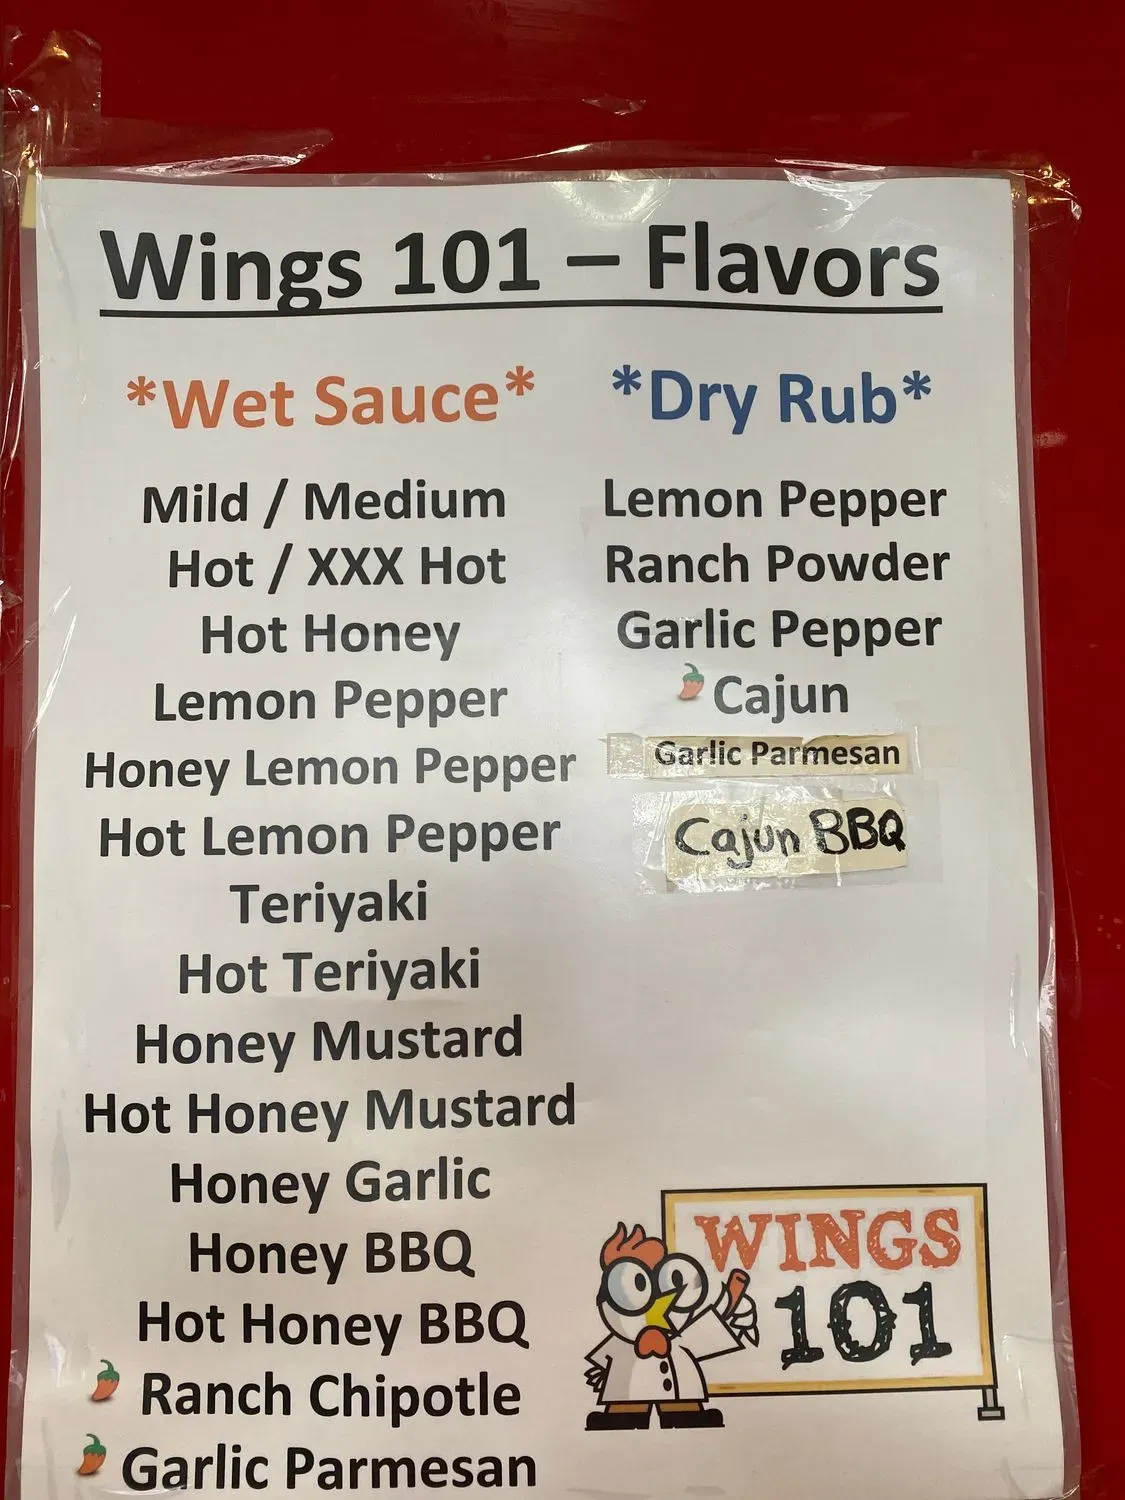 Wings 101 – Flavors
*Wet Sauce*
Mild / Medium
Hot / XXX Hot
Hot Honey
Lemon Pepper
Honey Lemon Pepper
Hot Lemon Pepper
Teriyaki
Hot Teriyaki
Honey Mustard
Hot Honey Mustard
Honey Garlic
Honey BBQ
Hot Honey BBQ
Ranch Chipotle
Garlic Parmesan
*Dry Rub*
Lemon Pepper
Ranch Powder
Garlic Pepper
Cajun
Garlic Parmesan
Cajun BBQ
WINGS
101